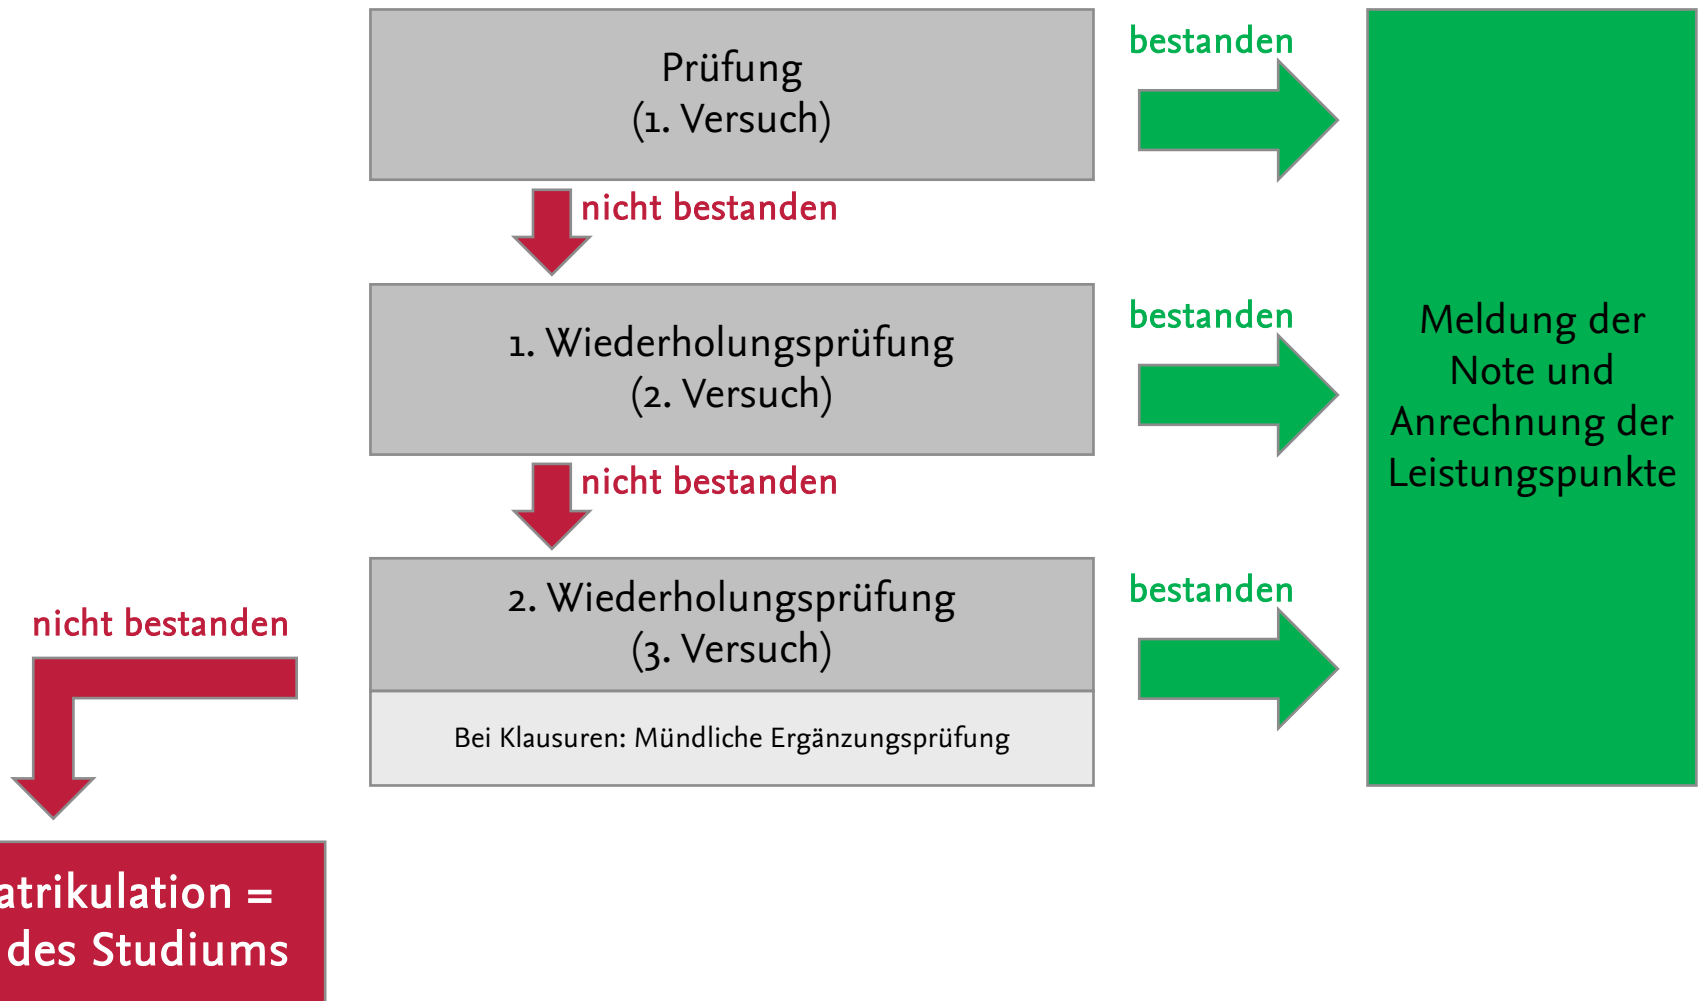 Prüfung
(1. Versuch)
bestanden
nicht bestanden
1. Wiederholungsprüfung
(2. Versuch)
bestanden
nicht bestanden
2. Wiederholungsprüfung
(3. Versuch)
bestanden
Bei Klausuren: Mündliche Ergänzungsprüfung
Meldung der
Note und
Anrechnung der
Leistungspunkte
nicht bestanden
=
des Studiums